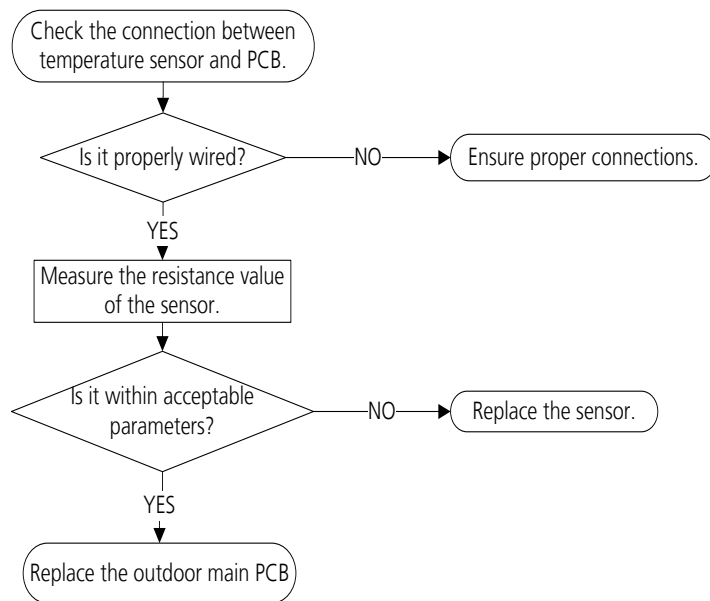 Check the connection between
temperature sensor and PCB.
Is it properly wired?
NO
Ensure proper connections.
YES
Measure the resistance value
of the sensor.
Is it within acceptable
parameters?
NO
Replace the sensor.
YES
Replace the outdoor main PCB